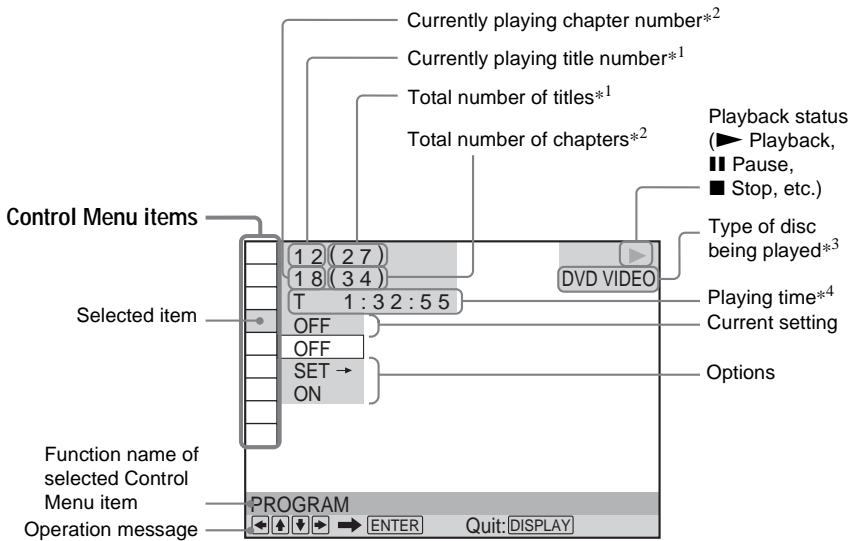 Currently playing chapter number*2
Currently playing title number*1
Total number of titles*1
Total number of chapters*2
Playback status
(► Playback,
❚❚ Pause,
■ Stop, etc.)
Control Menu items
Type of disc
being played*3
12(27)
18(34)
DVD VIDEO
T 1:32:55
Playing time*4
Selected item
OFF
Current setting
OFF
SET →
ON
Options
Function name of
selected Control
Menu item
PROGRAM
Operation message
←↑↓→ ➡ ENTER Quit: DISPLAY